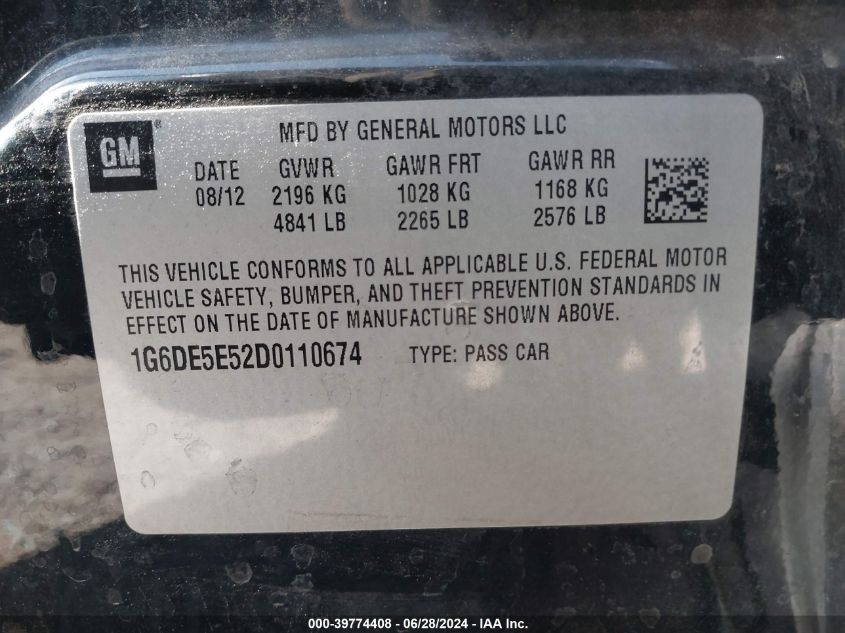 GM
MFD BY GENERAL MOTORS LLC
DATE GVWR GAWR FRT GAWR RR
08/12 2196 KG 1028 KG 1168 KG
4841 LB 2265 LB 2576 LB
THIS VEHICLE CONFORMS TO ALL APPLICABLE U.S. FEDERAL MOTOR
VEHICLE SAFETY, BUMPER, AND THEFT PREVENTION STANDARDS IN
EFFECT ON THE DATE OF MANUFACTURE SHOWN ABOVE.
1G6DE5E52D0110674 TYPE: PASS CAR
000-39774408 - 06/28/2024 - IAA Inc.